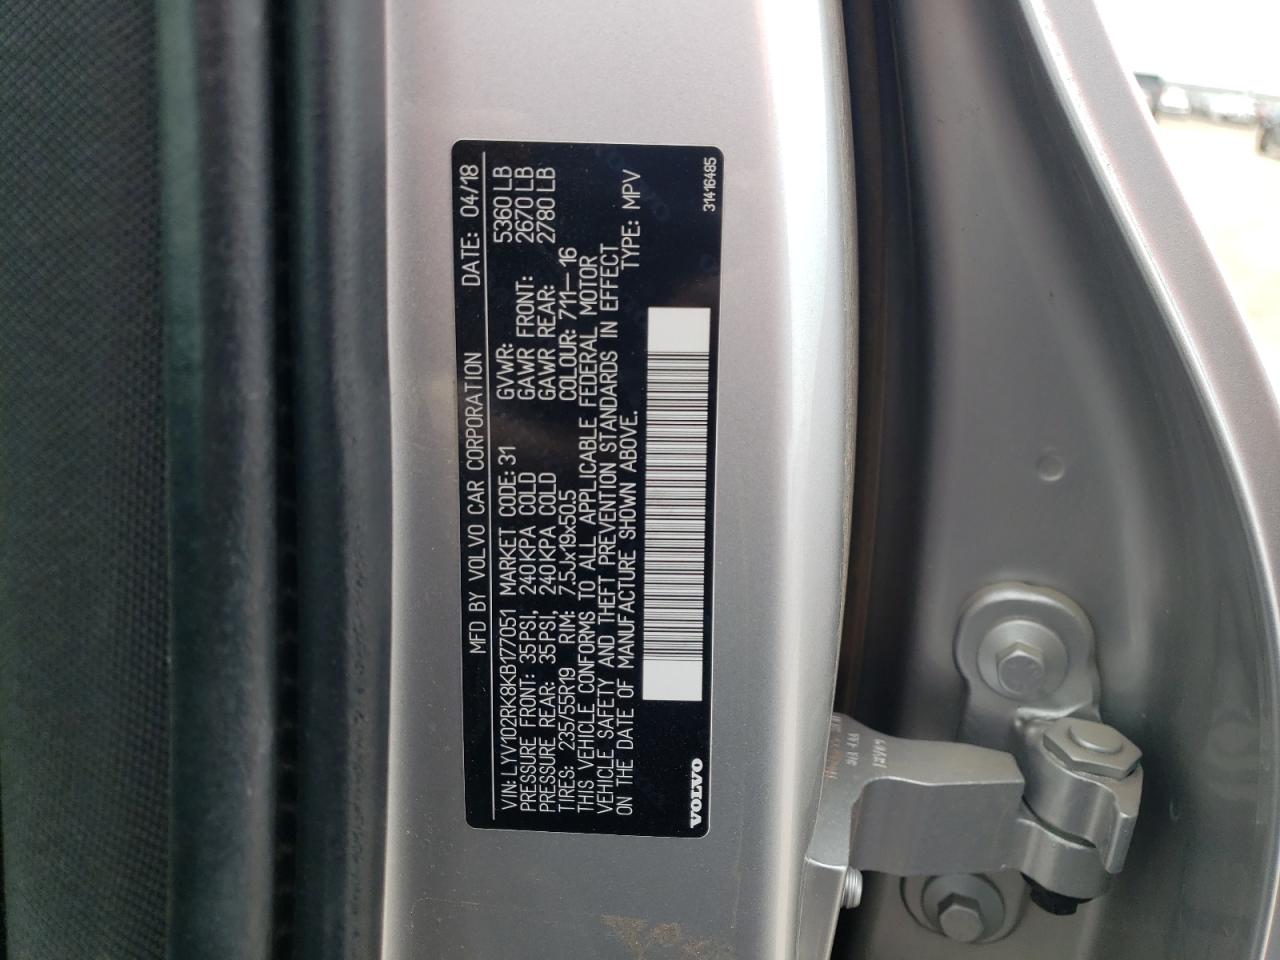 MFD BY VOLVO CAR CORPORATION DATE: 04/18
VIN: LYV102RK8KB177051 MARKET CODE: 31 GVWR: 5360 LB
PRESSURE FRONT: 35PSI, 240KPA COLD GAWR FRONT: 2670 LB
PRESSURE REAR: 35PSI, 240KPA COLD GAWR REAR: 2780 LB
TIRES: 235/55R19 RIM: 7.5Jx19x50.5 COLOUR: 711-16
THIS VEHICLE CONFORMS TO ALL APPLICABLE FEDERAL MOTOR
VEHICLE SAFETY AND THEFT PREVENTION STANDARDS IN EFFECT
ON THE DATE OF MANUFACTURE SHOWN ABOVE. TYPE: MPV
VOLVO 31416485